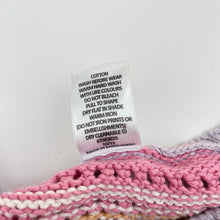 COTTON
WASH BEFORE WEAR
WARM HAND WASH
WITH LIKE COLOURS
DO NOT BLEACH
PULL TO SHAPE
DRY FLAT IN SHADE
WARM IRON
(DO NOT IRON PRINTS OR
EMBELLISHMENTS)
DRY CLEANABLE Ⓟ